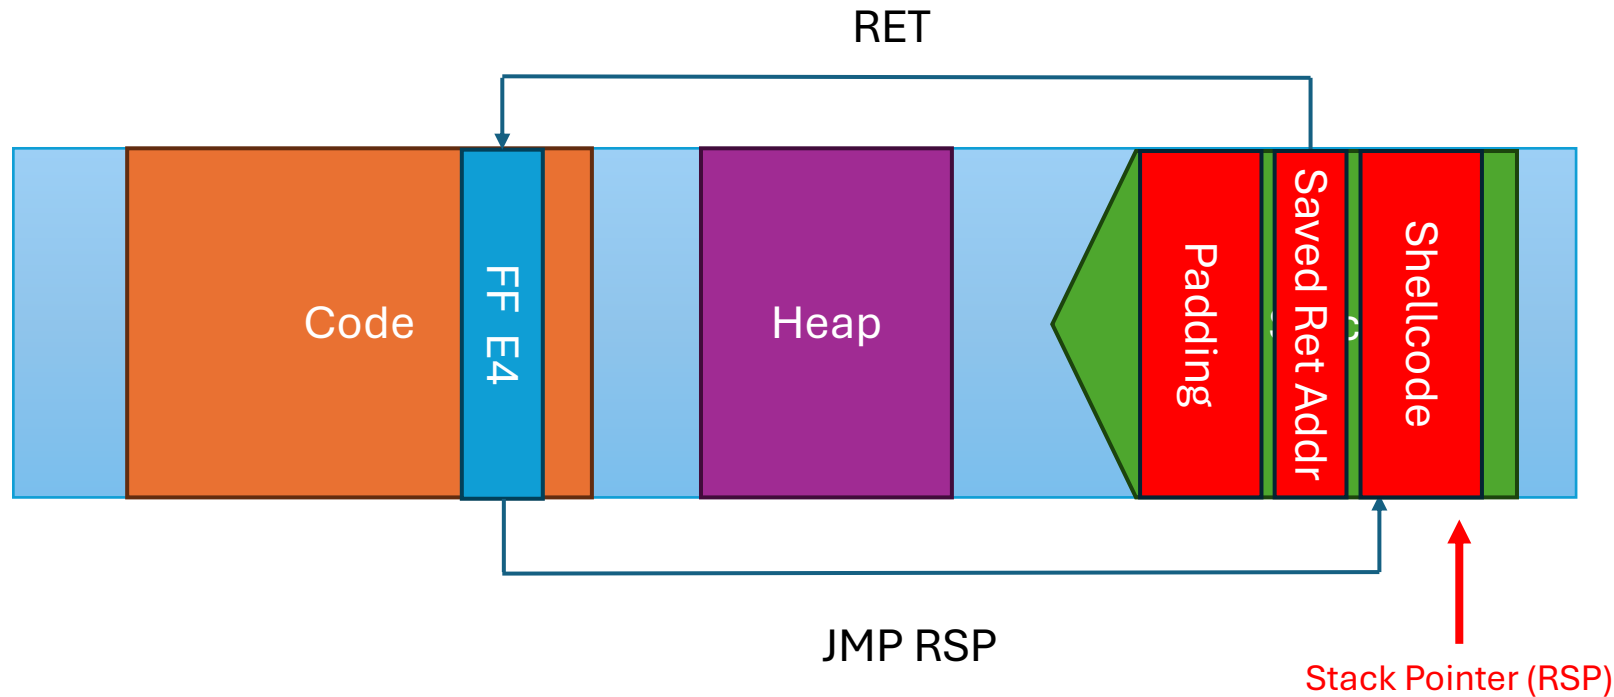 RET
Code
FF E4
Heap
Padding
Saved Ret Addr
Shellcode
JMP RSP
Stack Pointer (RSP)